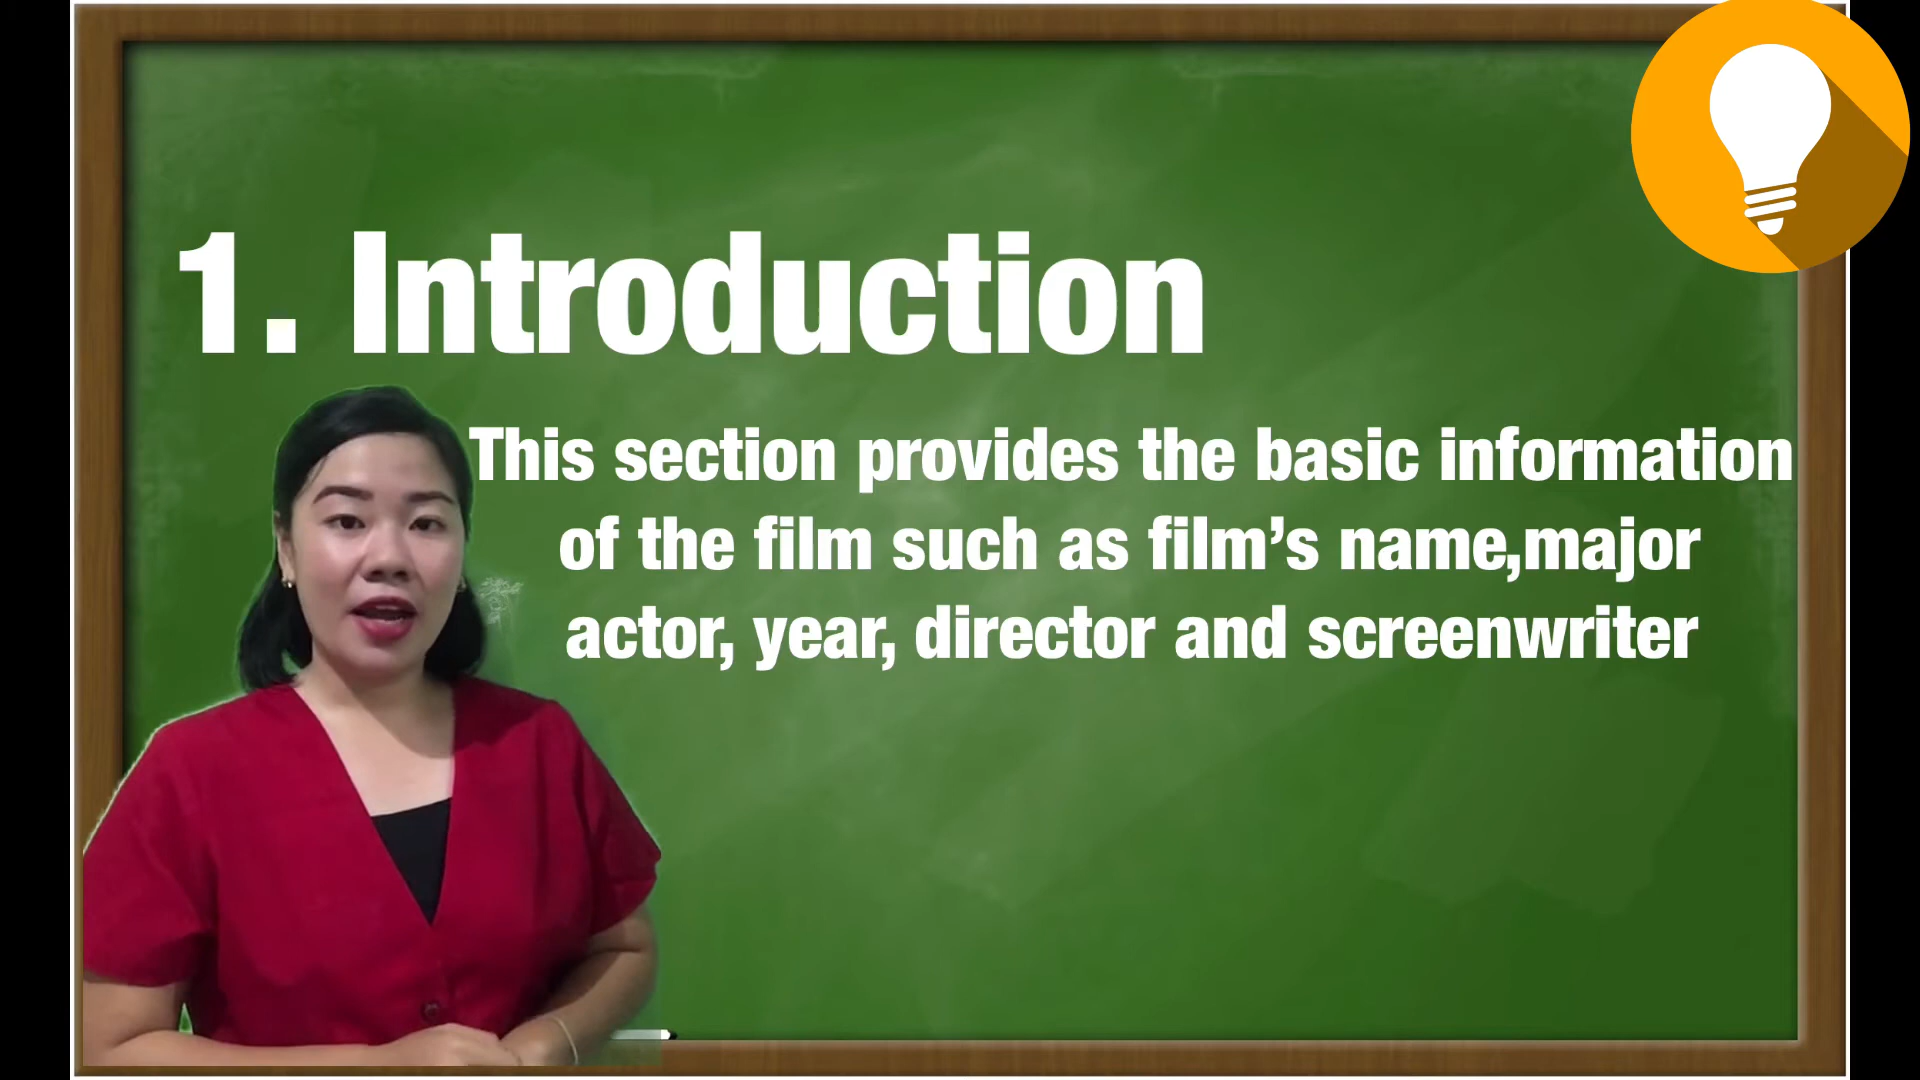 1. Introduction
This section provides the basic information
of the film such as film’s name,major
actor, year, director and screenwriter